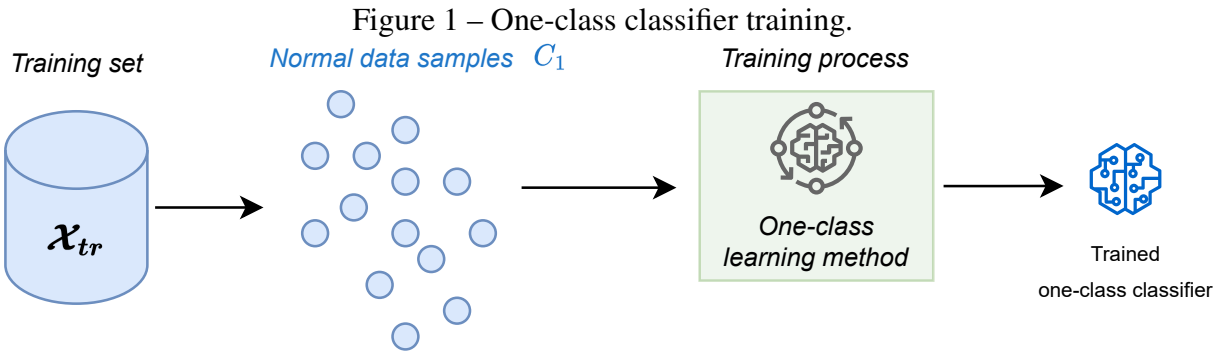 Figure 1 – One-class classifier training.
Training set
Normal data samples C₁
Training process
𝒳tr
One-class
learning method
Trained
one-class classifier